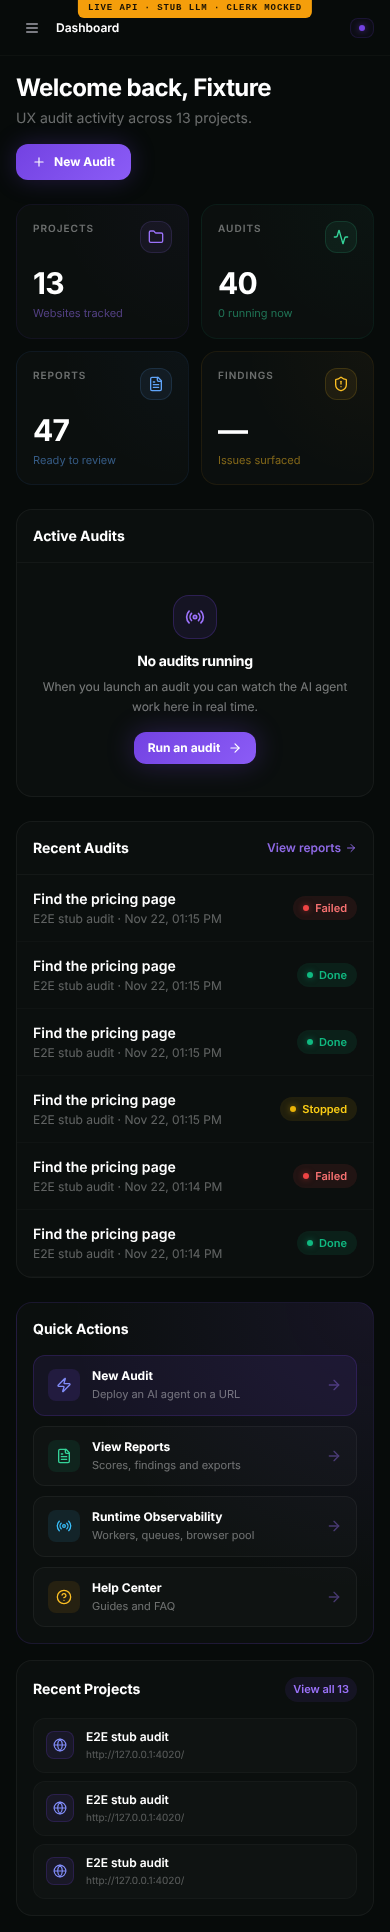 LIVE API · STUB LLM · CLERK MOCKED
Dashboard
Welcome back, Fixture
UX audit activity across 13 projects.
New Audit
PROJECTS
13
Websites tracked
AUDITS
40
0 running now
REPORTS
47
Ready to review
FINDINGS
—
Issues surfaced
Active Audits
No audits running
When you launch an audit you can watch the AI agent
work here in real time.
Run an audit
Recent Audits
View reports
Find the pricing page
E2E stub audit · Nov 22, 01:15 PM
Failed
Find the pricing page
E2E stub audit · Nov 22, 01:15 PM
Done
Find the pricing page
E2E stub audit · Nov 22, 01:15 PM
Done
Find the pricing page
E2E stub audit · Nov 22, 01:15 PM
Stopped
Find the pricing page
E2E stub audit · Nov 22, 01:14 PM
Failed
Find the pricing page
E2E stub audit · Nov 22, 01:14 PM
Done
Quick Actions
New Audit
Deploy an AI agent on a URL
View Reports
Scores, findings and exports
Runtime Observability
Workers, queues, browser pool
Help Center
Guides and FAQ
Recent Projects
View all 13
E2E stub audit
http://127.0.0.1:4020/
E2E stub audit
http://127.0.0.1:4020/
E2E stub audit
http://127.0.0.1:4020/